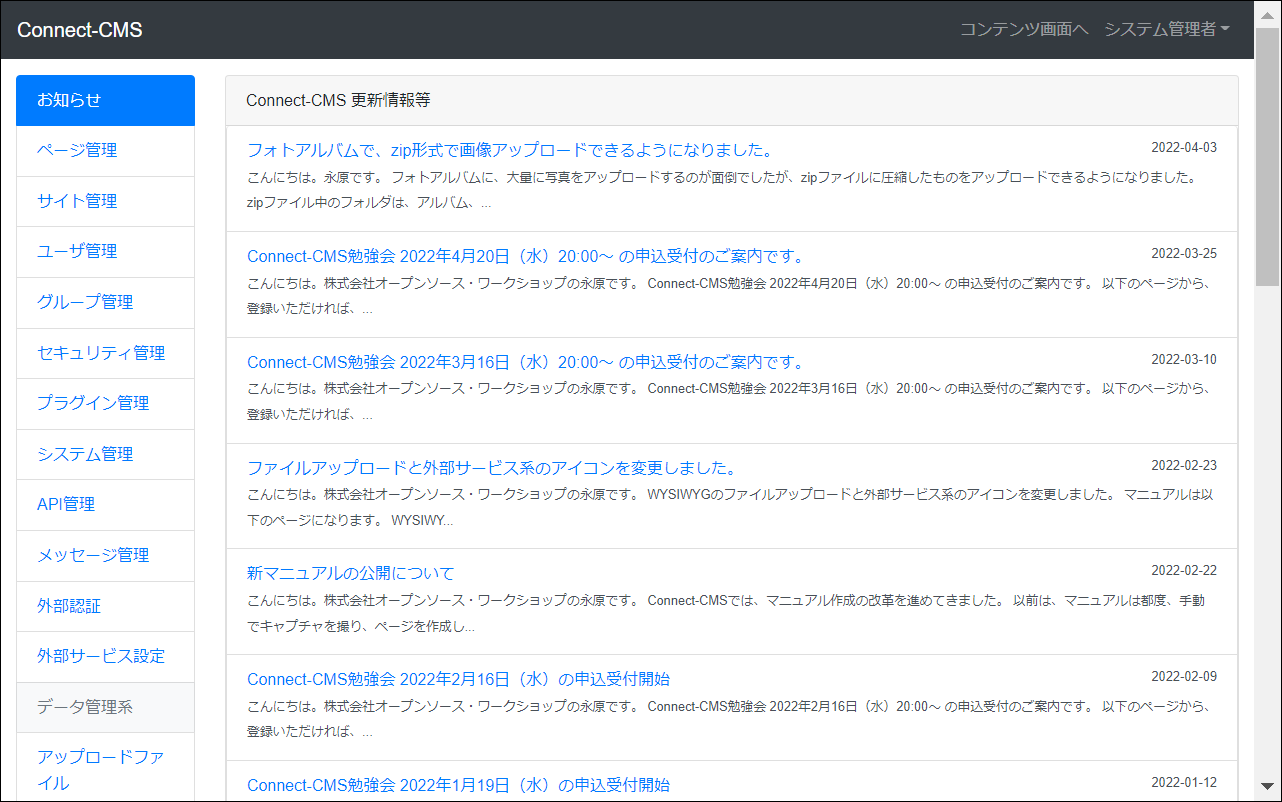 Connect-CMS
コンテンツ画面へ システム管理者
お知らせ
ページ管理
サイト管理
ユーザ管理
グループ管理
セキュリティ管理
プラグイン管理
システム管理
API管理
メッセージ管理
外部認証
外部サービス設定
データ管理系
アップロードファ
イル
Connect-CMS 更新情報等
フォトアルバムで、zip形式で画像アップロードできるようになりました。 2022-04-03
こんにちは。永原です。 フォトアルバムに、大量に写真をアップロードするのが面倒でしたが、zipファイルに圧縮したものをアップロードできるようになりました。
zipファイル中のフォルダは、アルバム、...
Connect-CMS勉強会 2022年4月20日（水）20:00～ の申込受付のご案内です。 2022-03-25
こんにちは。株式会社オープンソース・ワークショップの永原です。 Connect-CMS勉強会 2022年4月20日（水）20:00～ の申込受付のご案内です。 以下のページから、
登録いただければ、...
Connect-CMS勉強会 2022年3月16日（水）20:00～ の申込受付のご案内です。 2022-03-10
こんにちは。株式会社オープンソース・ワークショップの永原です。 Connect-CMS勉強会 2022年3月16日（水）20:00～ の申込受付のご案内です。 以下のページから、
登録いただければ、...
ファイルアップロードと外部サービス系のアイコンを変更しました。 2022-02-23
こんにちは。株式会社オープンソース・ワークショップの永原です。 WYSIWYGのファイルアップロードと外部サービス系のアイコンを変更しました。 マニュアルは以
下のページになります。 WYSIWY...
新マニュアルの公開について 2022-02-22
こんにちは。株式会社オープンソース・ワークショップの永原です。 Connect-CMSでは、マニュアル作成の改革を進めてきました。 以前は、マニュアルは都度、手動
でキャプチャを撮り、ページを作成し...
Connect-CMS勉強会 2022年2月16日（水）の申込受付開始 2022-02-09
こんにちは。株式会社オープンソース・ワークショップの永原です。 Connect-CMS勉強会 2022年2月16日（水）20:00～ の申込受付のご案内です。 以下のページから、
登録いただければ、...
Connect-CMS勉強会 2022年1月19日（水）の申込受付開始 2022-01-12